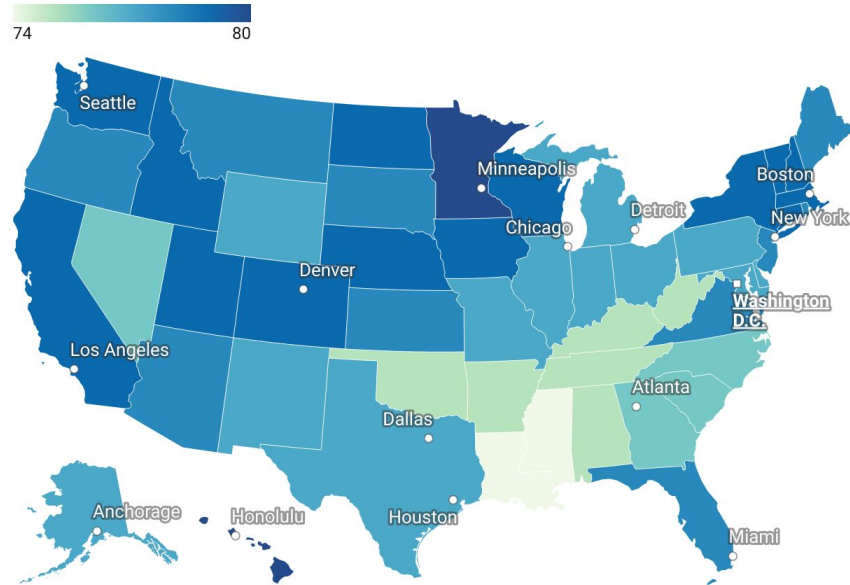 74
80
Seattle
Minneapolis
Boston
Detroit
New York
Chicago
Denver
Washington
D.C.
Los Angeles
Atlanta
Dallas
Anchorage
Honolulu
Houston
Miami